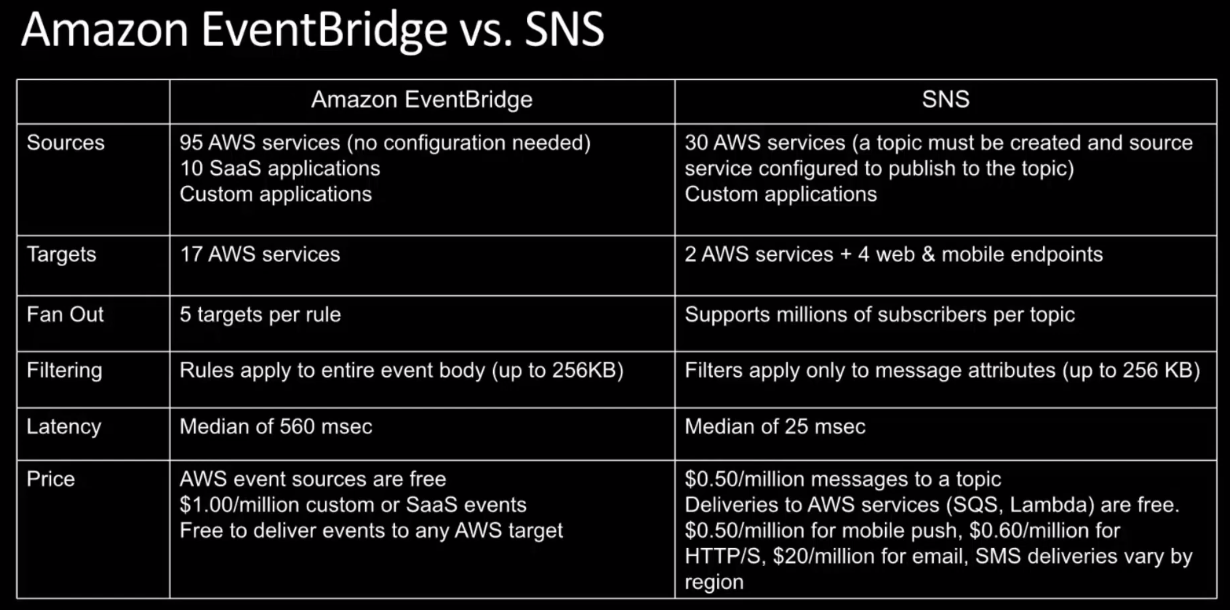 Amazon EventBridge vs. SNS
Amazon EventBridge
SNS
Sources
95 AWS services (no configuration needed)
10 SaaS applications
Custom applications
30 AWS services (a topic must be created and source
service configured to publish to the topic)
Custom applications
Targets
17 AWS services
2 AWS services + 4 web & mobile endpoints
Fan Out
5 targets per rule
Supports millions of subscribers per topic
Filtering
Rules apply to entire event body (up to 256KB)
Filters apply only to message attributes (up to 256 KB)
Latency
Median of 560 msec
Median of 25 msec
Price
AWS event sources are free
$1.00/million custom or SaaS events
Free to deliver events to any AWS target
$0.50/million messages to a topic
Deliveries to AWS services (SQS, Lambda) are free.
$0.50/million for mobile push, $0.60/million for
HTTP/S, $20/million for email, SMS deliveries vary by
region